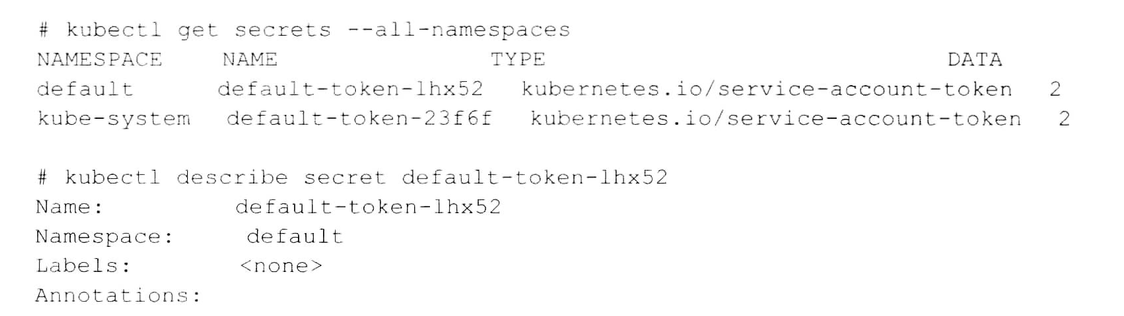 # kubectl get secrets --all-namespaces
NAMESPACE NAME TYPE DATA
default default-token-lhx52 kubernetes.io/service-account-token 2
kube-system default-token-23f6f kubernetes.io/service-account-token 2
# kubectl describe secret default-token-lhx52
Name: default-token-lhx52
Namespace: default
Labels: <none>
Annotations: